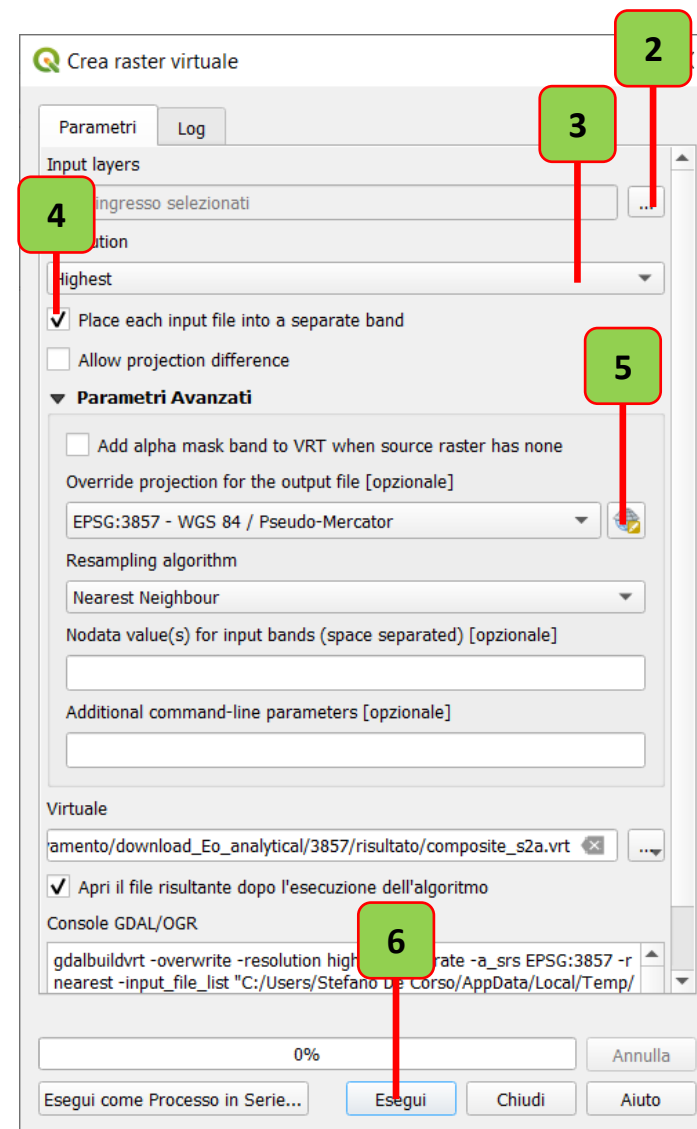 Crea raster virtuale
2
Parametri
Log
3
Input layers
ingresso selezionati
...
4
ution
Highest
Place each input file into a separate band
Allow projection difference
5
Parametri Avanzati
Add alpha mask band to VRT when source raster has none
Override projection for the output file [opzionale]
EPSG:3857 - WGS 84 / Pseudo-Mercator
Resampling algorithm
Nearest Neighbour
Nodata value(s) for input bands (space separated) [opzionale]
Additional command-line parameters [opzionale]
Virtuale
amento/download_Eo_analytical/3857/risultato/composite_s2a.vrt
...
Apri il file risultante dopo l'esecuzione dell'algoritmo
Console GDAL/OGR
6
gdalbuildvrt -overwrite -resolution high rate -a_srs EPSG:3857 -r
nearest -input_file_list "C:/Users/Stefano De Corso/AppData/Local/Temp/
0%
Annulla
Esegui come Processo in Serie...
Esegui
Chiudi
Aiuto